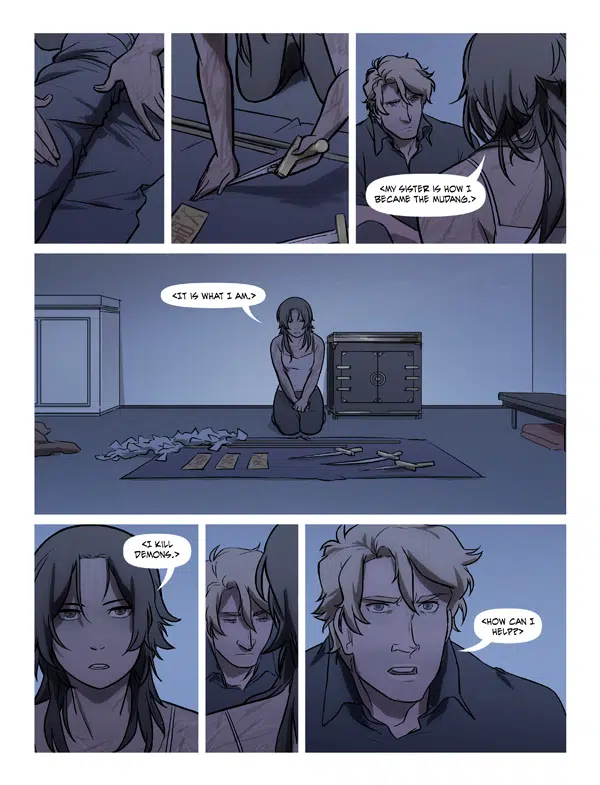 <MY SISTER IS HOW I
BECAME THE MUDANG.>
<IT IS WHAT I AM.>
<I KILL
DEMONS.>
<HOW CAN I
HELP?>